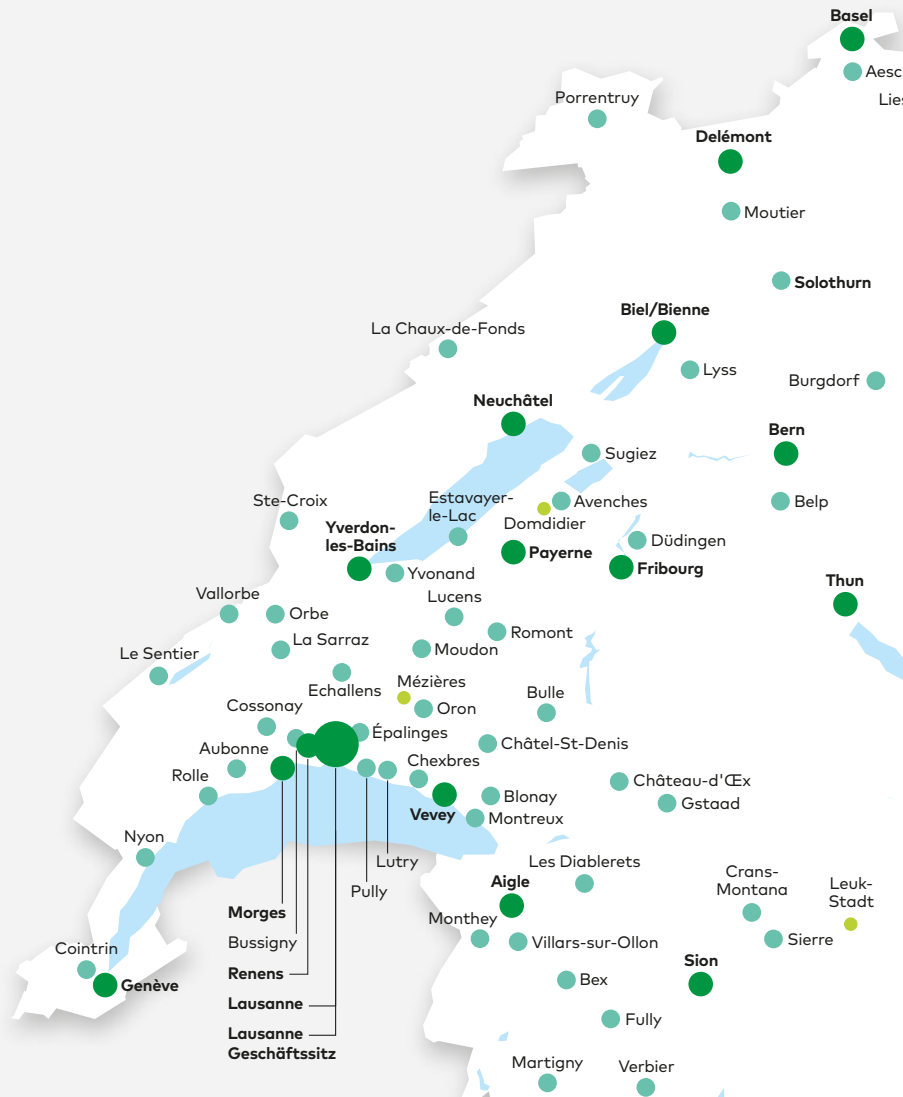 Basel
Aesc
Lies
Porrentruy
Delémont
Moutier
Solothurn
Biel/Bienne
La Chaux-de-Fonds
Lyss
Burgdorf
Neuchâtel
Bern
Sugiez
Ste-Croix
Estavayer-
le-Lac
Avenches
Belp
Domdidier
Yverdon-
les-Bains
Düdingen
Payerne
Fribourg
Yvonand
Thun
Vallorbe
Lucens
Orbe
Romont
La Sarraz
Moudon
Le Sentier
Echallens
Mézières
Bulle
Cossonay
Oron
Épalinges
Châtel-St-Denis
Aubonne
Chexbres
Rolle
Château-d'Œx
Blonay
Gstaad
Vevey
Montreux
Nyon
Lutry
Les Diablerets
Pully
Aigle
Crans-
Montana
Leuk-
Stadt
Morges
Monthey
Bussigny
Villars-sur-Ollon
Sierre
Cointrin
Renens
Sion
Genève
Bex
Lausanne
Fully
Lausanne
Geschäftssitz
Martigny
Verbier